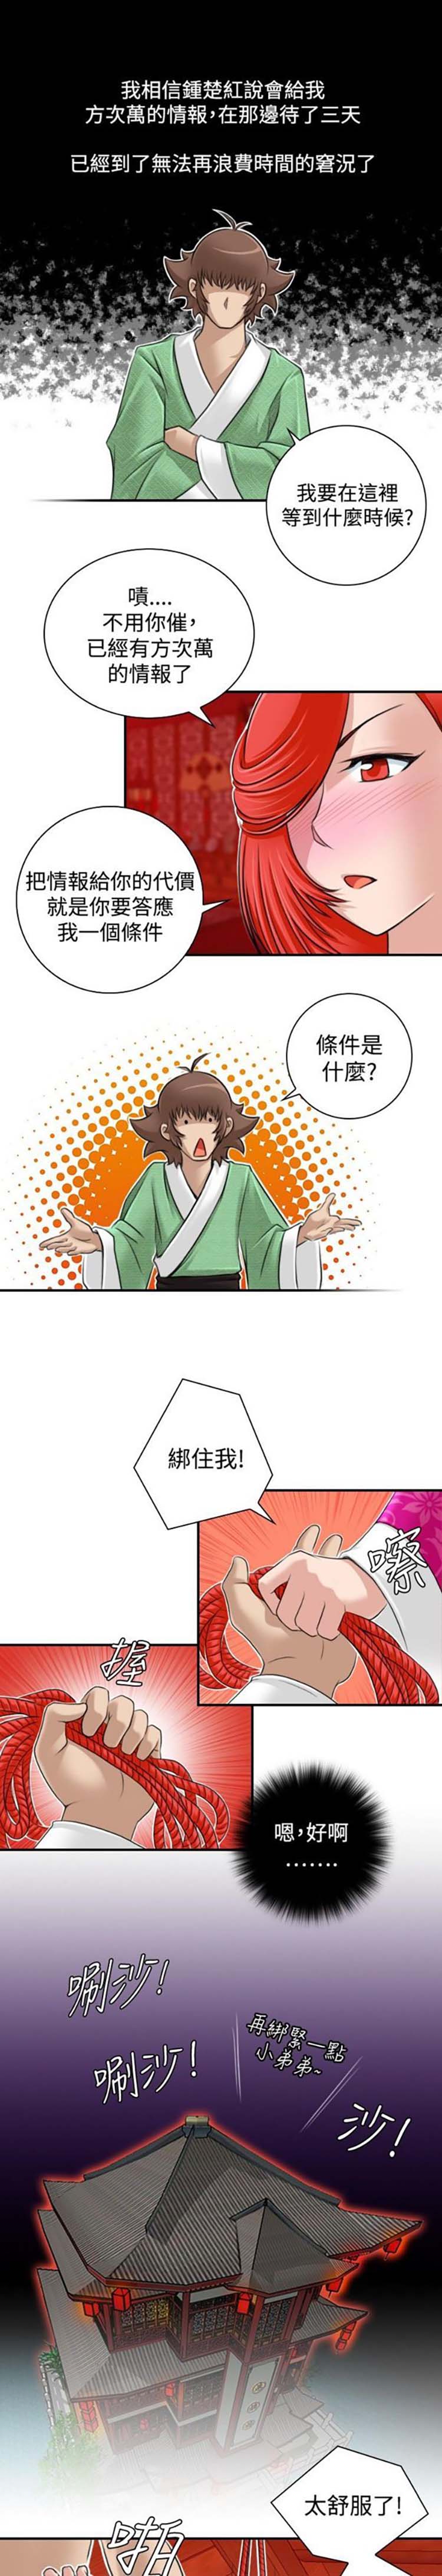 我相信鍾楚紅說會給我
方次萬的情報,在那邊待了三天
已經到了無法再浪費時間的窘況了
我要在這裡
等到什麼時候?
嘖....
不用你催,
已經有方次萬
的情報了
把情報給你的代價
就是你要答應
我一個條件
條件是
什麼?
綁住我!
嚓
握
嗯,好啊
.......
唰沙!
唰沙!
再綁緊一點
小弟弟~
沙!
太舒服了!
啪